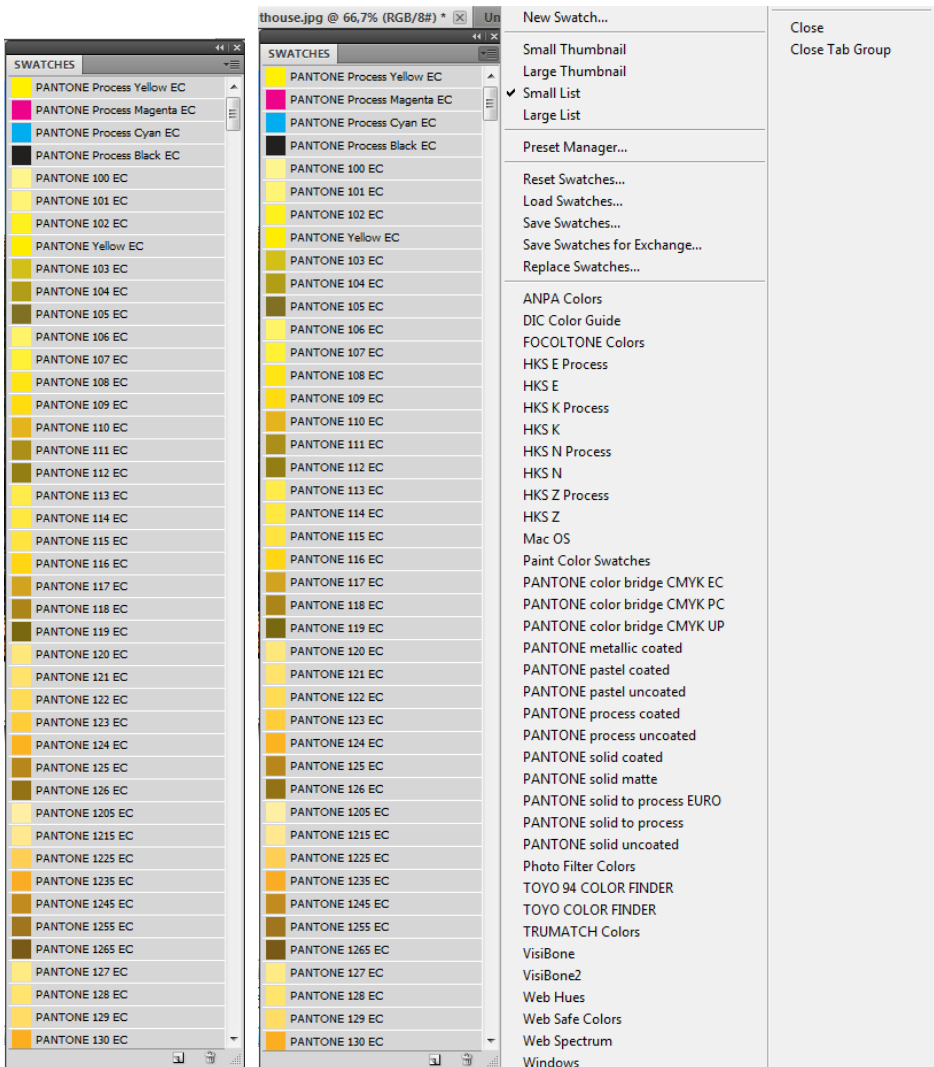 SWATCHES
PANTONE Process Yellow EC
PANTONE Process Magenta EC
PANTONE Process Cyan EC
PANTONE Process Black EC
PANTONE 100 EC
PANTONE 101 EC
PANTONE 102 EC
PANTONE Yellow EC
PANTONE 103 EC
PANTONE 104 EC
PANTONE 105 EC
PANTONE 106 EC
PANTONE 107 EC
PANTONE 108 EC
PANTONE 109 EC
PANTONE 110 EC
PANTONE 111 EC
PANTONE 112 EC
PANTONE 113 EC
PANTONE 114 EC
PANTONE 115 EC
PANTONE 116 EC
PANTONE 117 EC
PANTONE 118 EC
PANTONE 119 EC
PANTONE 120 EC
PANTONE 121 EC
PANTONE 122 EC
PANTONE 123 EC
PANTONE 124 EC
PANTONE 125 EC
PANTONE 126 EC
PANTONE 1205 EC
PANTONE 1215 EC
PANTONE 1225 EC
PANTONE 1235 EC
PANTONE 1245 EC
PANTONE 1255 EC
PANTONE 1265 EC
PANTONE 127 EC
PANTONE 128 EC
PANTONE 129 EC
PANTONE 130 EC
thouse.jpg @ 66,7% (RGB/8#) * Un
SWATCHES
PANTONE Process Yellow EC
PANTONE Process Magenta EC
PANTONE Process Cyan EC
PANTONE Process Black EC
PANTONE 100 EC
PANTONE 101 EC
PANTONE 102 EC
PANTONE Yellow EC
PANTONE 103 EC
PANTONE 104 EC
PANTONE 105 EC
PANTONE 106 EC
PANTONE 107 EC
PANTONE 108 EC
PANTONE 109 EC
PANTONE 110 EC
PANTONE 111 EC
PANTONE 112 EC
PANTONE 113 EC
PANTONE 114 EC
PANTONE 115 EC
PANTONE 116 EC
PANTONE 117 EC
PANTONE 118 EC
PANTONE 119 EC
PANTONE 120 EC
PANTONE 121 EC
PANTONE 122 EC
PANTONE 123 EC
PANTONE 124 EC
PANTONE 125 EC
PANTONE 126 EC
PANTONE 1205 EC
PANTONE 1215 EC
PANTONE 1225 EC
PANTONE 1235 EC
PANTONE 1245 EC
PANTONE 1255 EC
PANTONE 1265 EC
PANTONE 127 EC
PANTONE 128 EC
PANTONE 129 EC
PANTONE 130 EC
New Swatch...
Small Thumbnail
Large Thumbnail
Small List
Large List
Preset Manager...
Reset Swatches...
Load Swatches...
Save Swatches...
Save Swatches for Exchange...
Replace Swatches...
ANPA Colors
DIC Color Guide
FOCOLTONE Colors
HKS E Process
HKS E
HKS K Process
HKS K
HKS N Process
HKS N
HKS Z Process
HKS Z
Mac OS
Paint Color Swatches
PANTONE color bridge CMYK EC
PANTONE color bridge CMYK PC
PANTONE color bridge CMYK UP
PANTONE metallic coated
PANTONE pastel coated
PANTONE pastel uncoated
PANTONE process coated
PANTONE process uncoated
PANTONE solid coated
PANTONE solid matte
PANTONE solid to process EURO
PANTONE solid to process
PANTONE solid uncoated
Photo Filter Colors
TOYO 94 COLOR FINDER
TOYO COLOR FINDER
TRUMATCH Colors
VisiBone
VisiBone2
Web Hues
Web Safe Colors
Web Spectrum
Windows
Close
Close Tab Group